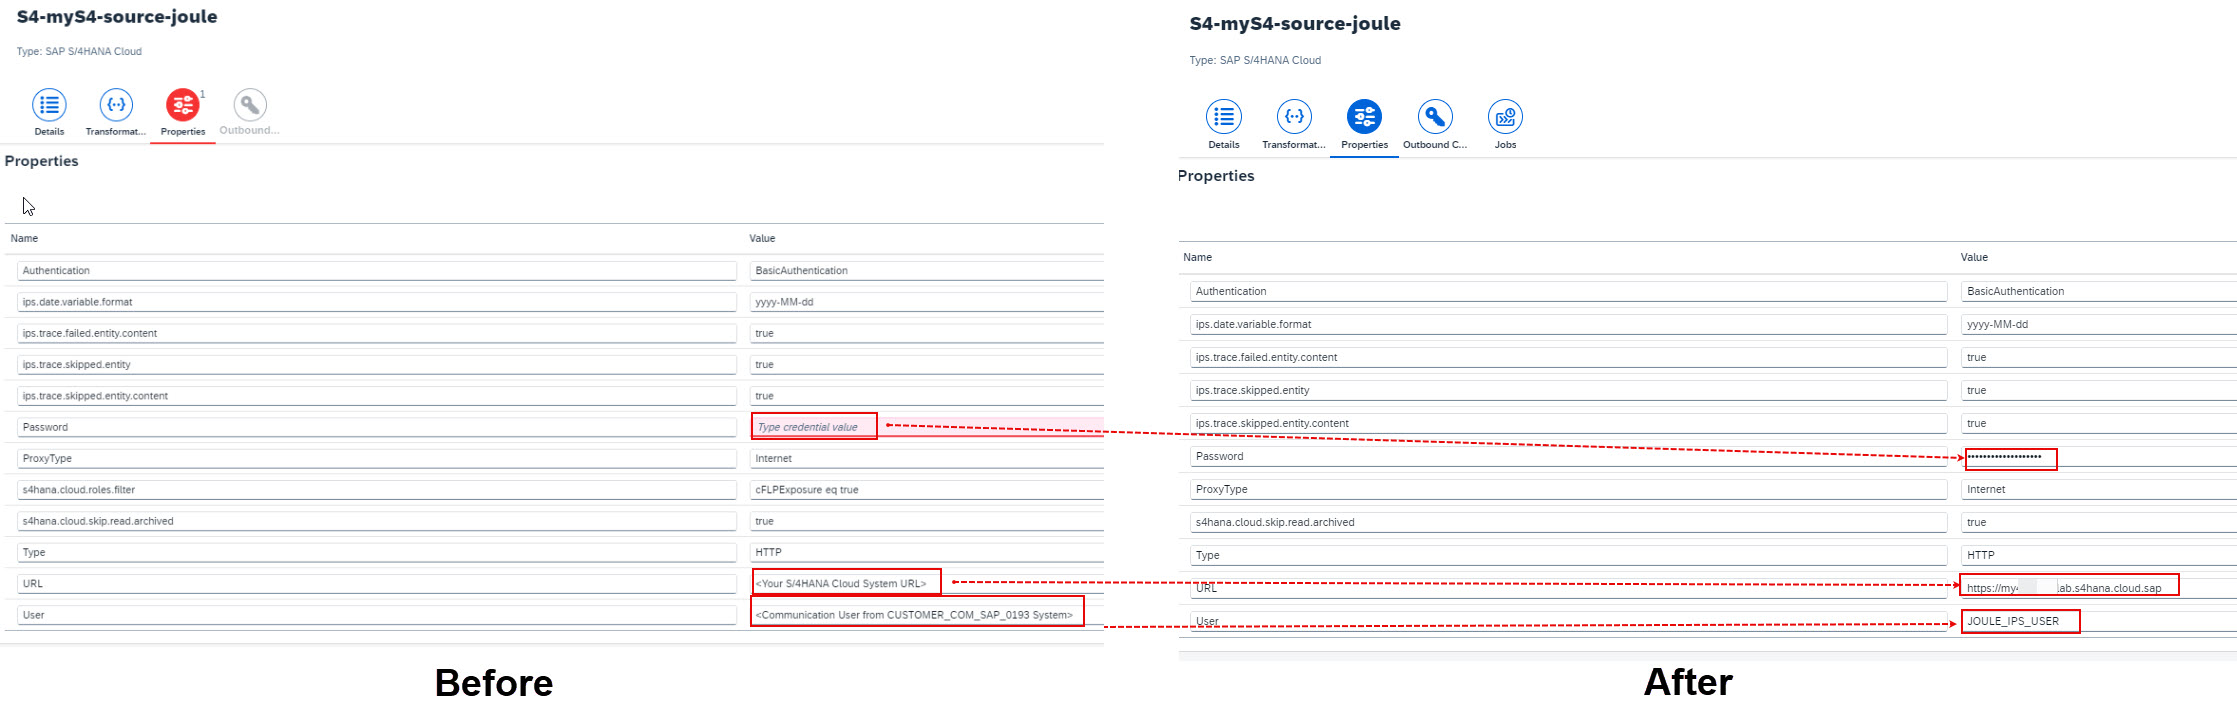 S4-myS4-source-joule
Type: SAP S/4HANA Cloud
Details
Transformat...
Properties
1
Outbound...
Properties
Name Value
Authentication BasicAuthentication
ips.date.variable.format yyyy-MM-dd
ips.trace.failed.entity.content true
ips.trace.skipped.entity true
ips.trace.skipped.entity.content true
Password Type credential value
ProxyType Internet
s4hana.cloud.roles.filter cFLPExposure eq true
s4hana.cloud.skip.read.archived true
Type HTTP
URL <Your S/4HANA Cloud System URL>
User <Communication User from CUSTOMER_COM_SAP_0193 System>
Before
S4-myS4-source-joule
Type: SAP S/4HANA Cloud
Details
Transformat...
Properties
Outbound C...
Jobs
Properties
Name Value
Authentication BasicAuthentication
ips.date.variable.format yyyy-MM-dd
ips.trace.failed.entity.content true
ips.trace.skipped.entity true
ips.trace.skipped.entity.content true
Password ••••••••••••••••••••
ProxyType Internet
s4hana.cloud.skip.read.archived true
Type HTTP
URL https://my lab.s4hana.cloud.sap
User JOULE_IPS_USER
After